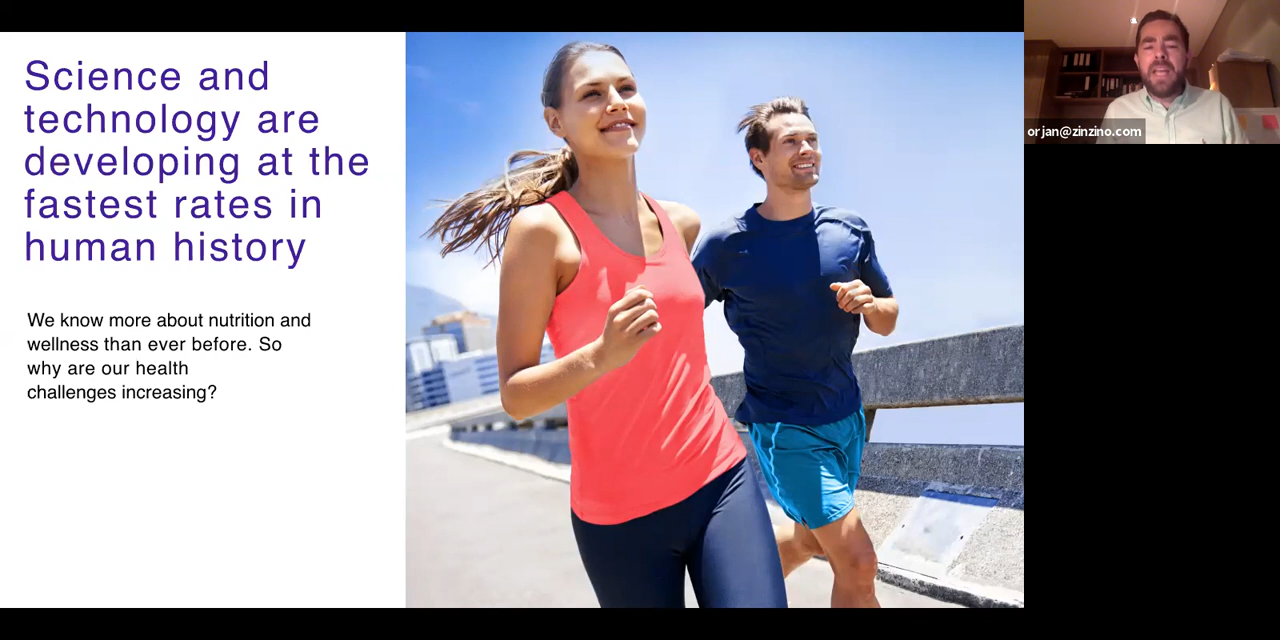 Science and
technology are
developing at the
fastest rates in
human history
We know more about nutrition and
wellness than ever before. So
why are our health
challenges increasing?
orjan@zinzino.com